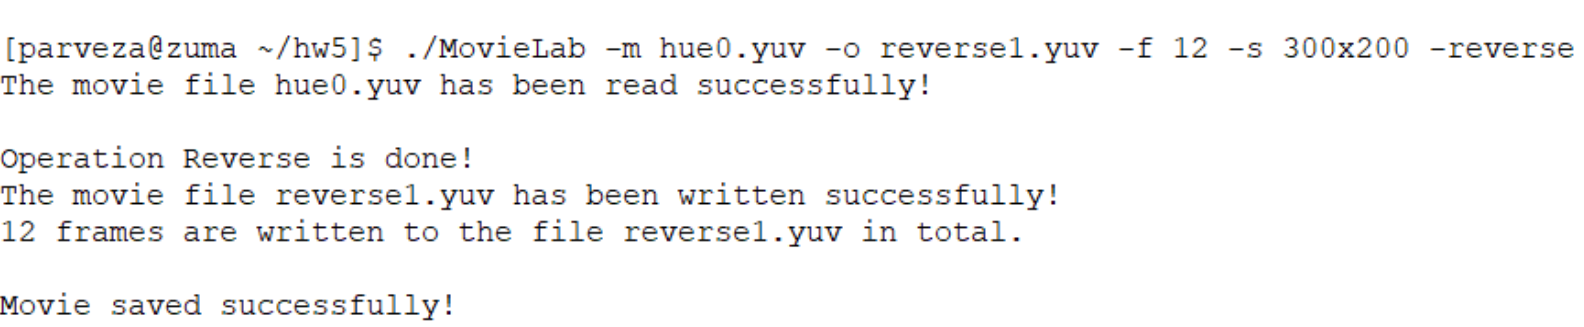 [parveza@zuma ~/hw5]$ ./MovieLab -m hue0.yuv -o reverse1.yuv -f 12 -s 300x200 -reverse
The movie file hue0.yuv has been read successfully!
Operation Reverse is done!
The movie file reverse1.yuv has been written successfully!
12 frames are written to the file reverse1.yuv in total.
Movie saved successfully!